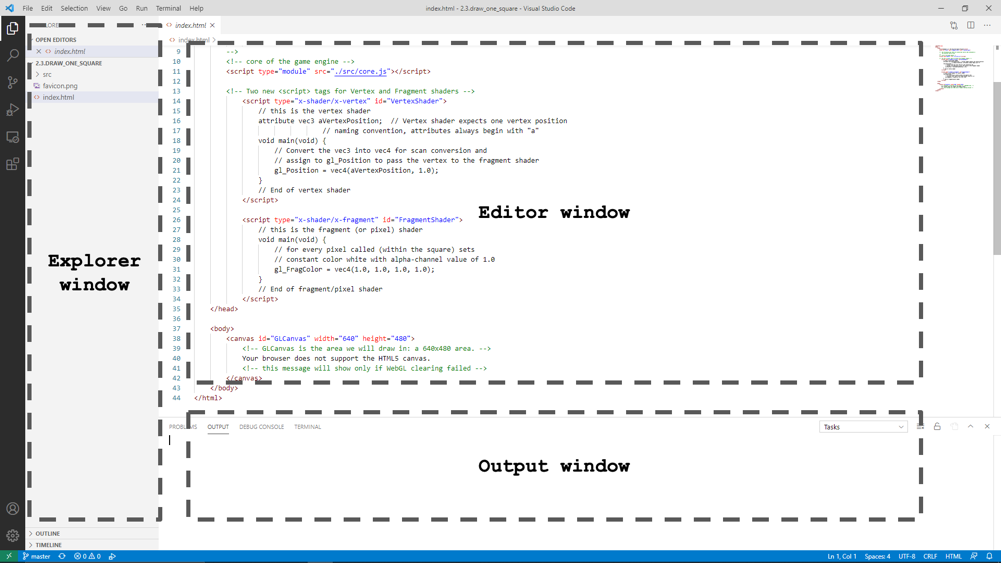 File Edit Selection View Go Run Terminal Help
index.html - 2.3.draw_one_square - Visual Studio Code
index.html
OPEN EDITORS
index.html
2.3.DRAW_ONE_SQUARE
src
favicon.png
index.html
OUTLINE
TIMELINE
Explorer
window
index.html
9 -->
10 <!-- core of the game engine -->
11 <script type="module" src="./src/core.js"></script>
12
13 <!-- Two new <script> tags for Vertex and Fragment shaders -->
14 <script type="x-shader/x-vertex" id="VertexShader">
15 // this is the vertex shader
16 attribute vec3 aVertexPosition;  // Vertex shader expects one vertex position
17 // naming convention, attributes always begin with "a"
18 void main(void) {
19 // Convert the vec3 into vec4 for scan conversion and
20 // assign to gl_Position to pass the vertex to the fragment shader
21 gl_Position = vec4(aVertexPosition, 1.0);
22 }
23 // End of vertex shader
24 </script>
25
26 <script type="x-shader/x-fragment" id="FragmentShader">
27 // this is the fragment (or pixel) shader
28 void main(void) {
29 // for every pixel called (within the square) sets
30 // constant color white with alpha-channel value of 1.0
31 gl_FragColor = vec4(1.0, 1.0, 1.0, 1.0);
32 }
33 // End of fragment/pixel shader
34 </script>
35 </head>
36
37 <body>
38 <canvas id="GLCanvas" width="640" height="480">
39 <!-- GLCanvas is the area we will draw in: a 640x480 area. -->
40 Your browser does not support the HTML5 canvas.
41 <!-- this message will show only if WebGL clearing failed -->
42 </canvas>
43 </body>
44 </html>
Editor window
PROBLEMS OUTPUT DEBUG CONSOLE TERMINAL
Tasks
Output window
master 0 0
Ln 1, Col 1 Spaces: 4 UTF-8 CRLF HTML